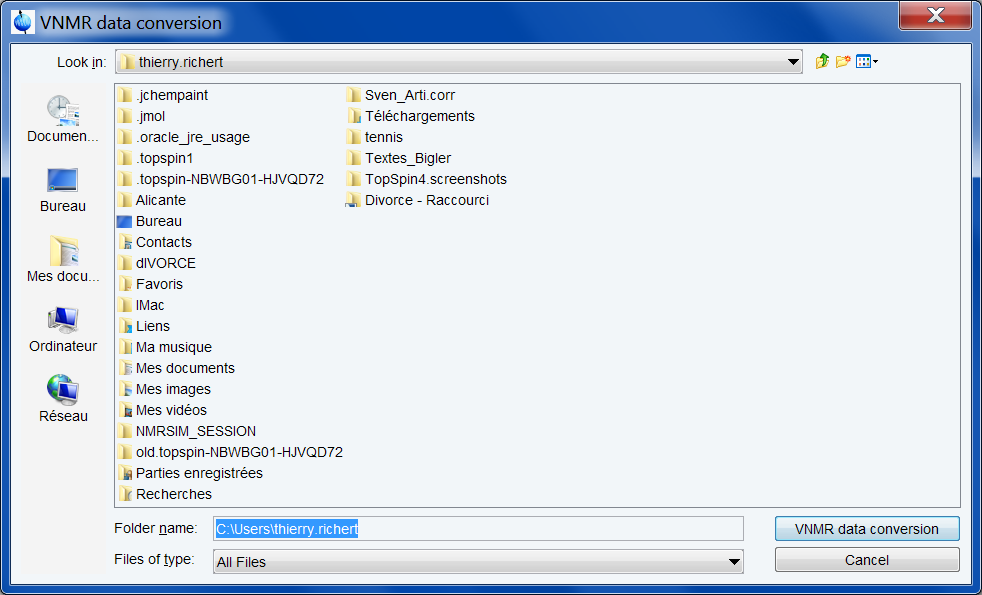 VNMR data conversion
Look in: thierry.richert
Documen...
Bureau
Mes docu...
Ordinateur
Réseau
.jchempaint
.jmol
.oracle_jre_usage
.topspin1
.topspin-NBWBG01-HJVQD72
Alicante
Bureau
Contacts
dIVORCE
Favoris
IMac
Liens
Ma musique
Mes documents
Mes images
Mes vidéos
NMRSIM_SESSION
old.topspin-NBWBG01-HJVQD72
Parties enregistrées
Recherches
Sven_Arti.corr
Téléchargements
tennis
Textes_Bigler
TopSpin4.screenshots
Divorce - Raccourci
Folder name: C:\Users\thierry.richert
VNMR data conversion
Files of type: All Files
Cancel